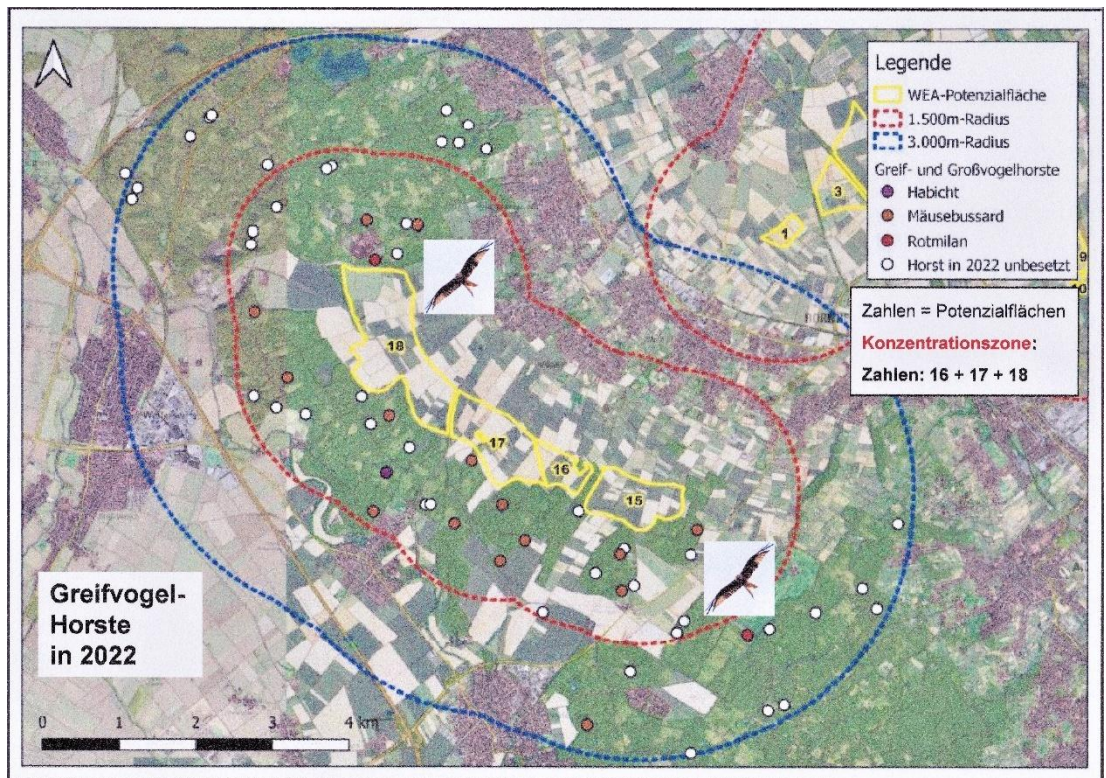 Legende
WEA-Potenzialfläche
1.500m-Radius
3.000m-Radius
Greif- und Großvogelhorste
Habicht
Mäusebussard
Rotmilan
Horst in 2022 unbesetzt
3
1
9
Zahlen = Potenzialflächen
Konzentrationszone:
Zahlen: 16 + 17 + 18
18
17
16
15
Greifvogel-
Horste
in 2022
0 1 2 3 4 km